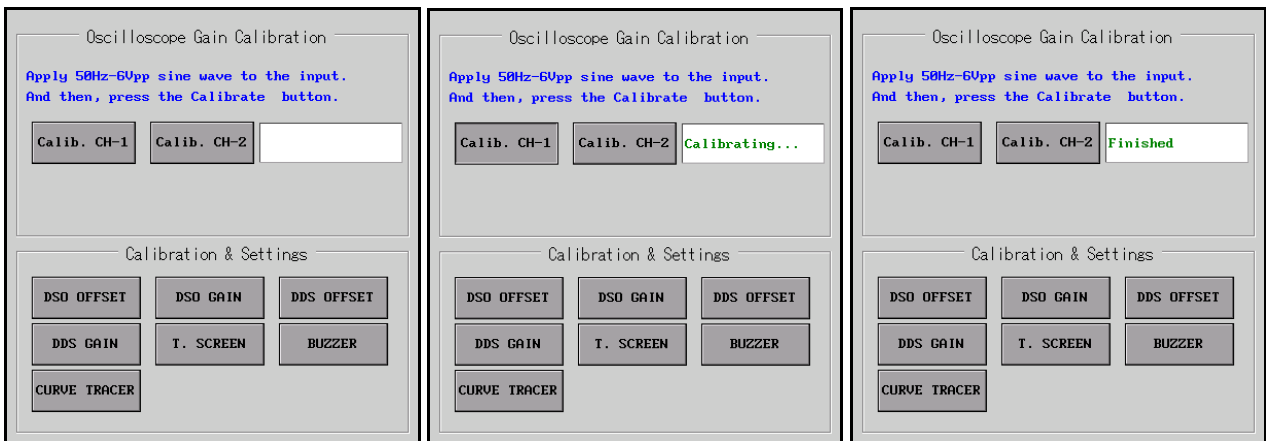 Oscilloscope Gain Calibration
Apply 50Hz-6Vpp sine wave to the input.
And then, press the Calibrate button.
Calib. CH-1 Calib. CH-2
Calibration & Settings
DSO OFFSET DSO GAIN DDS OFFSET
DDS GAIN T. SCREEN BUZZER
CURVE TRACER
Oscilloscope Gain Calibration
Apply 50Hz-6Vpp sine wave to the input.
And then, press the Calibrate button.
Calib. CH-1 Calib. CH-2 Calibrating...
Calibration & Settings
DSO OFFSET DSO GAIN DDS OFFSET
DDS GAIN T. SCREEN BUZZER
CURVE TRACER
Oscilloscope Gain Calibration
Apply 50Hz-6Vpp sine wave to the input.
And then, press the Calibrate button.
Calib. CH-1 Calib. CH-2 Finished
Calibration & Settings
DSO OFFSET DSO GAIN DDS OFFSET
DDS GAIN T. SCREEN BUZZER
CURVE TRACER